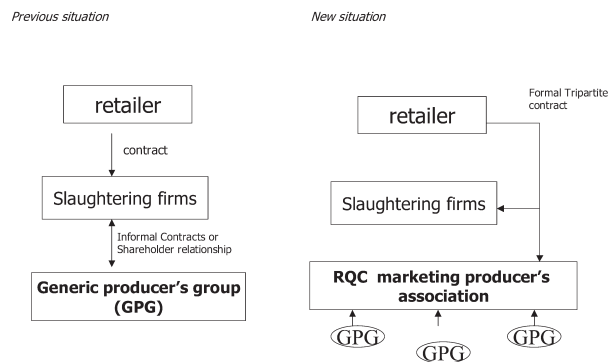 Previous situation
retailer
contract
Slaughtering firms
Informal Contracts or
Shareholder relationship
Generic producer's group
(GPG)
New situation
Formal Tripartite
contract
retailer
Slaughtering firms
RQC marketing producer's
association
GPG
GPG
GPG